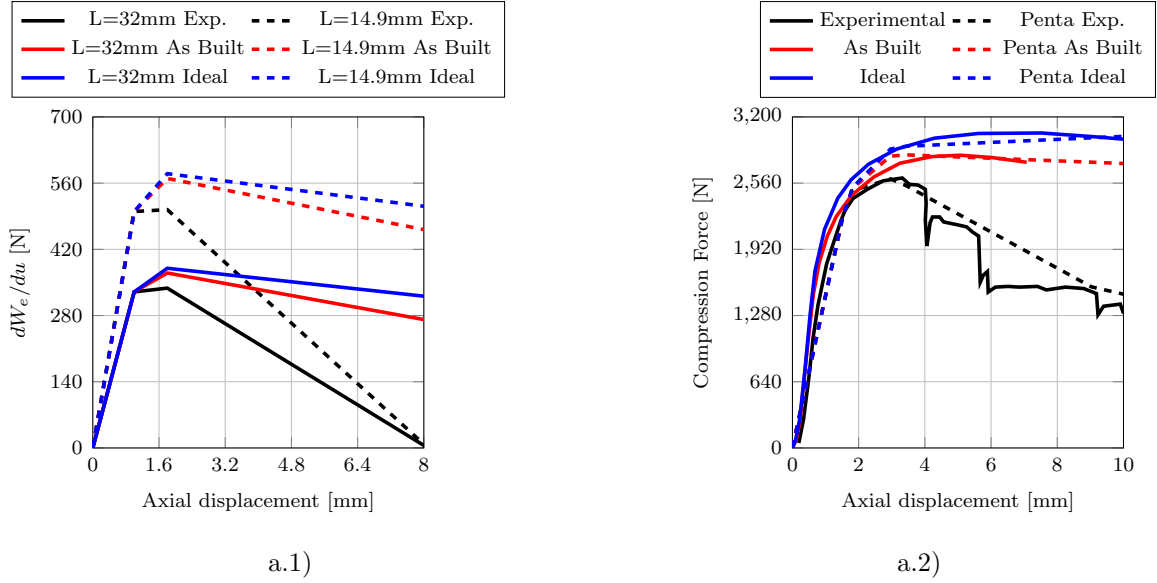 L=32mm Exp. L=14.9mm Exp.
L=32mm As Built L=14.9mm As Built
L=32mm Ideal L=14.9mm Ideal
700
560
420
280
140
0
dW_e/du [N]
0 1.6 3.2 4.8 6.4 8
Axial displacement [mm]
a.1)
Experimental Penta Exp.
As Built Penta As Built
Ideal Penta Ideal
3,200
2,560
1,920
1,280
640
0
Compression Force [N]
0 2 4 6 8 10
Axial displacement [mm]
a.2)